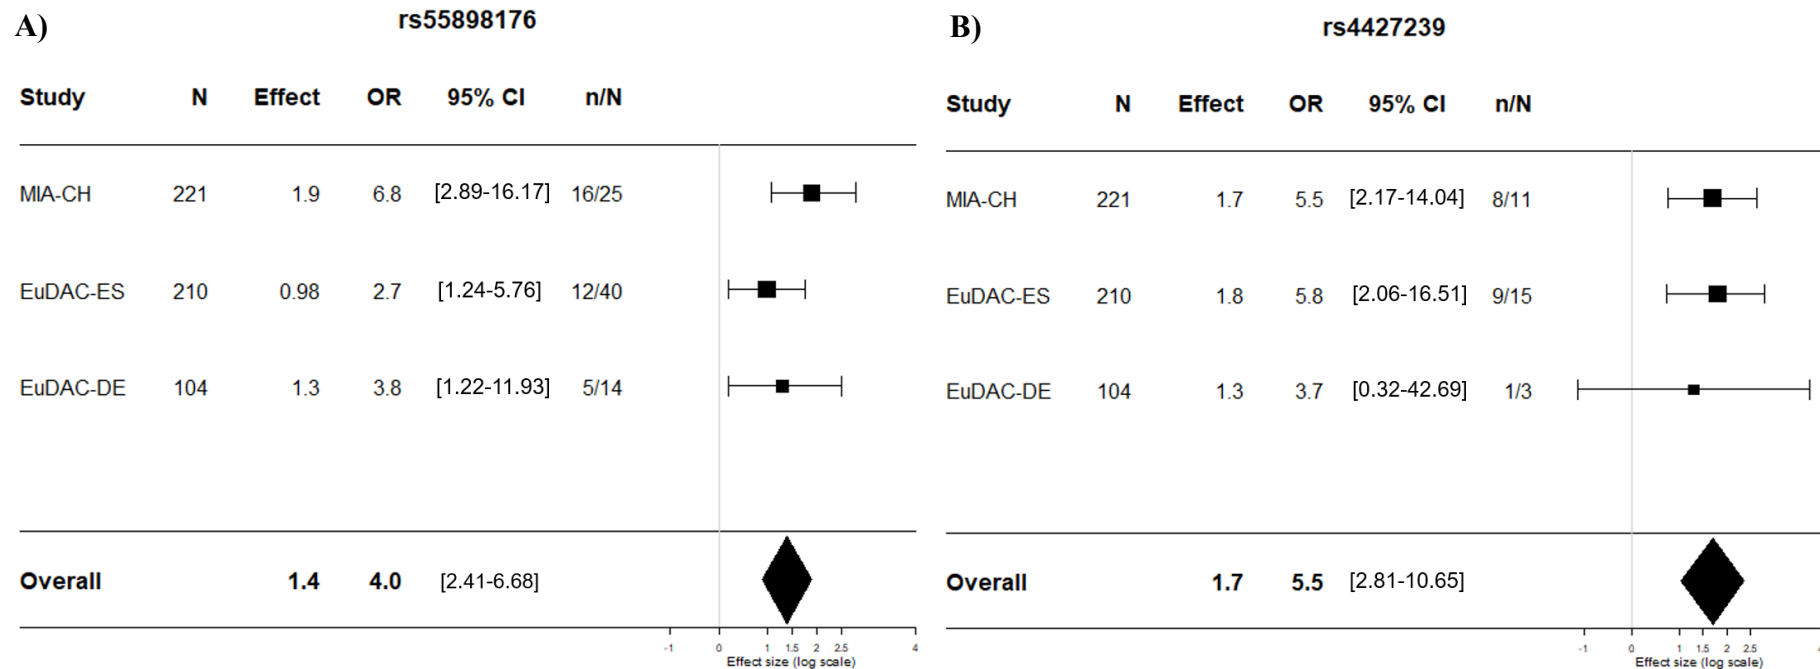 A)
rs55898176
Study N Effect OR 95% CI n/N
MIA-CH 221 1.9 6.8 [2.89-16.17] 16/25
EuDAC-ES 210 0.98 2.7 [1.24-5.76] 12/40
EuDAC-DE 104 1.3 3.8 [1.22-11.93] 5/14
Overall 1.4 4.0 [2.41-6.68]
-1 0 1 1.5 2 2.5 4
Effect size (log scale)
B)
rs4427239
Study N Effect OR 95% CI n/N
MIA-CH 221 1.7 5.5 [2.17-14.04] 8/11
EuDAC-ES 210 1.8 5.8 [2.06-16.51] 9/15
EuDAC-DE 104 1.3 3.7 [0.32-42.69] 1/3
Overall 1.7 5.5 [2.81-10.65]
-1 0 1 1.5 2 2.5
Effect size (log scale)